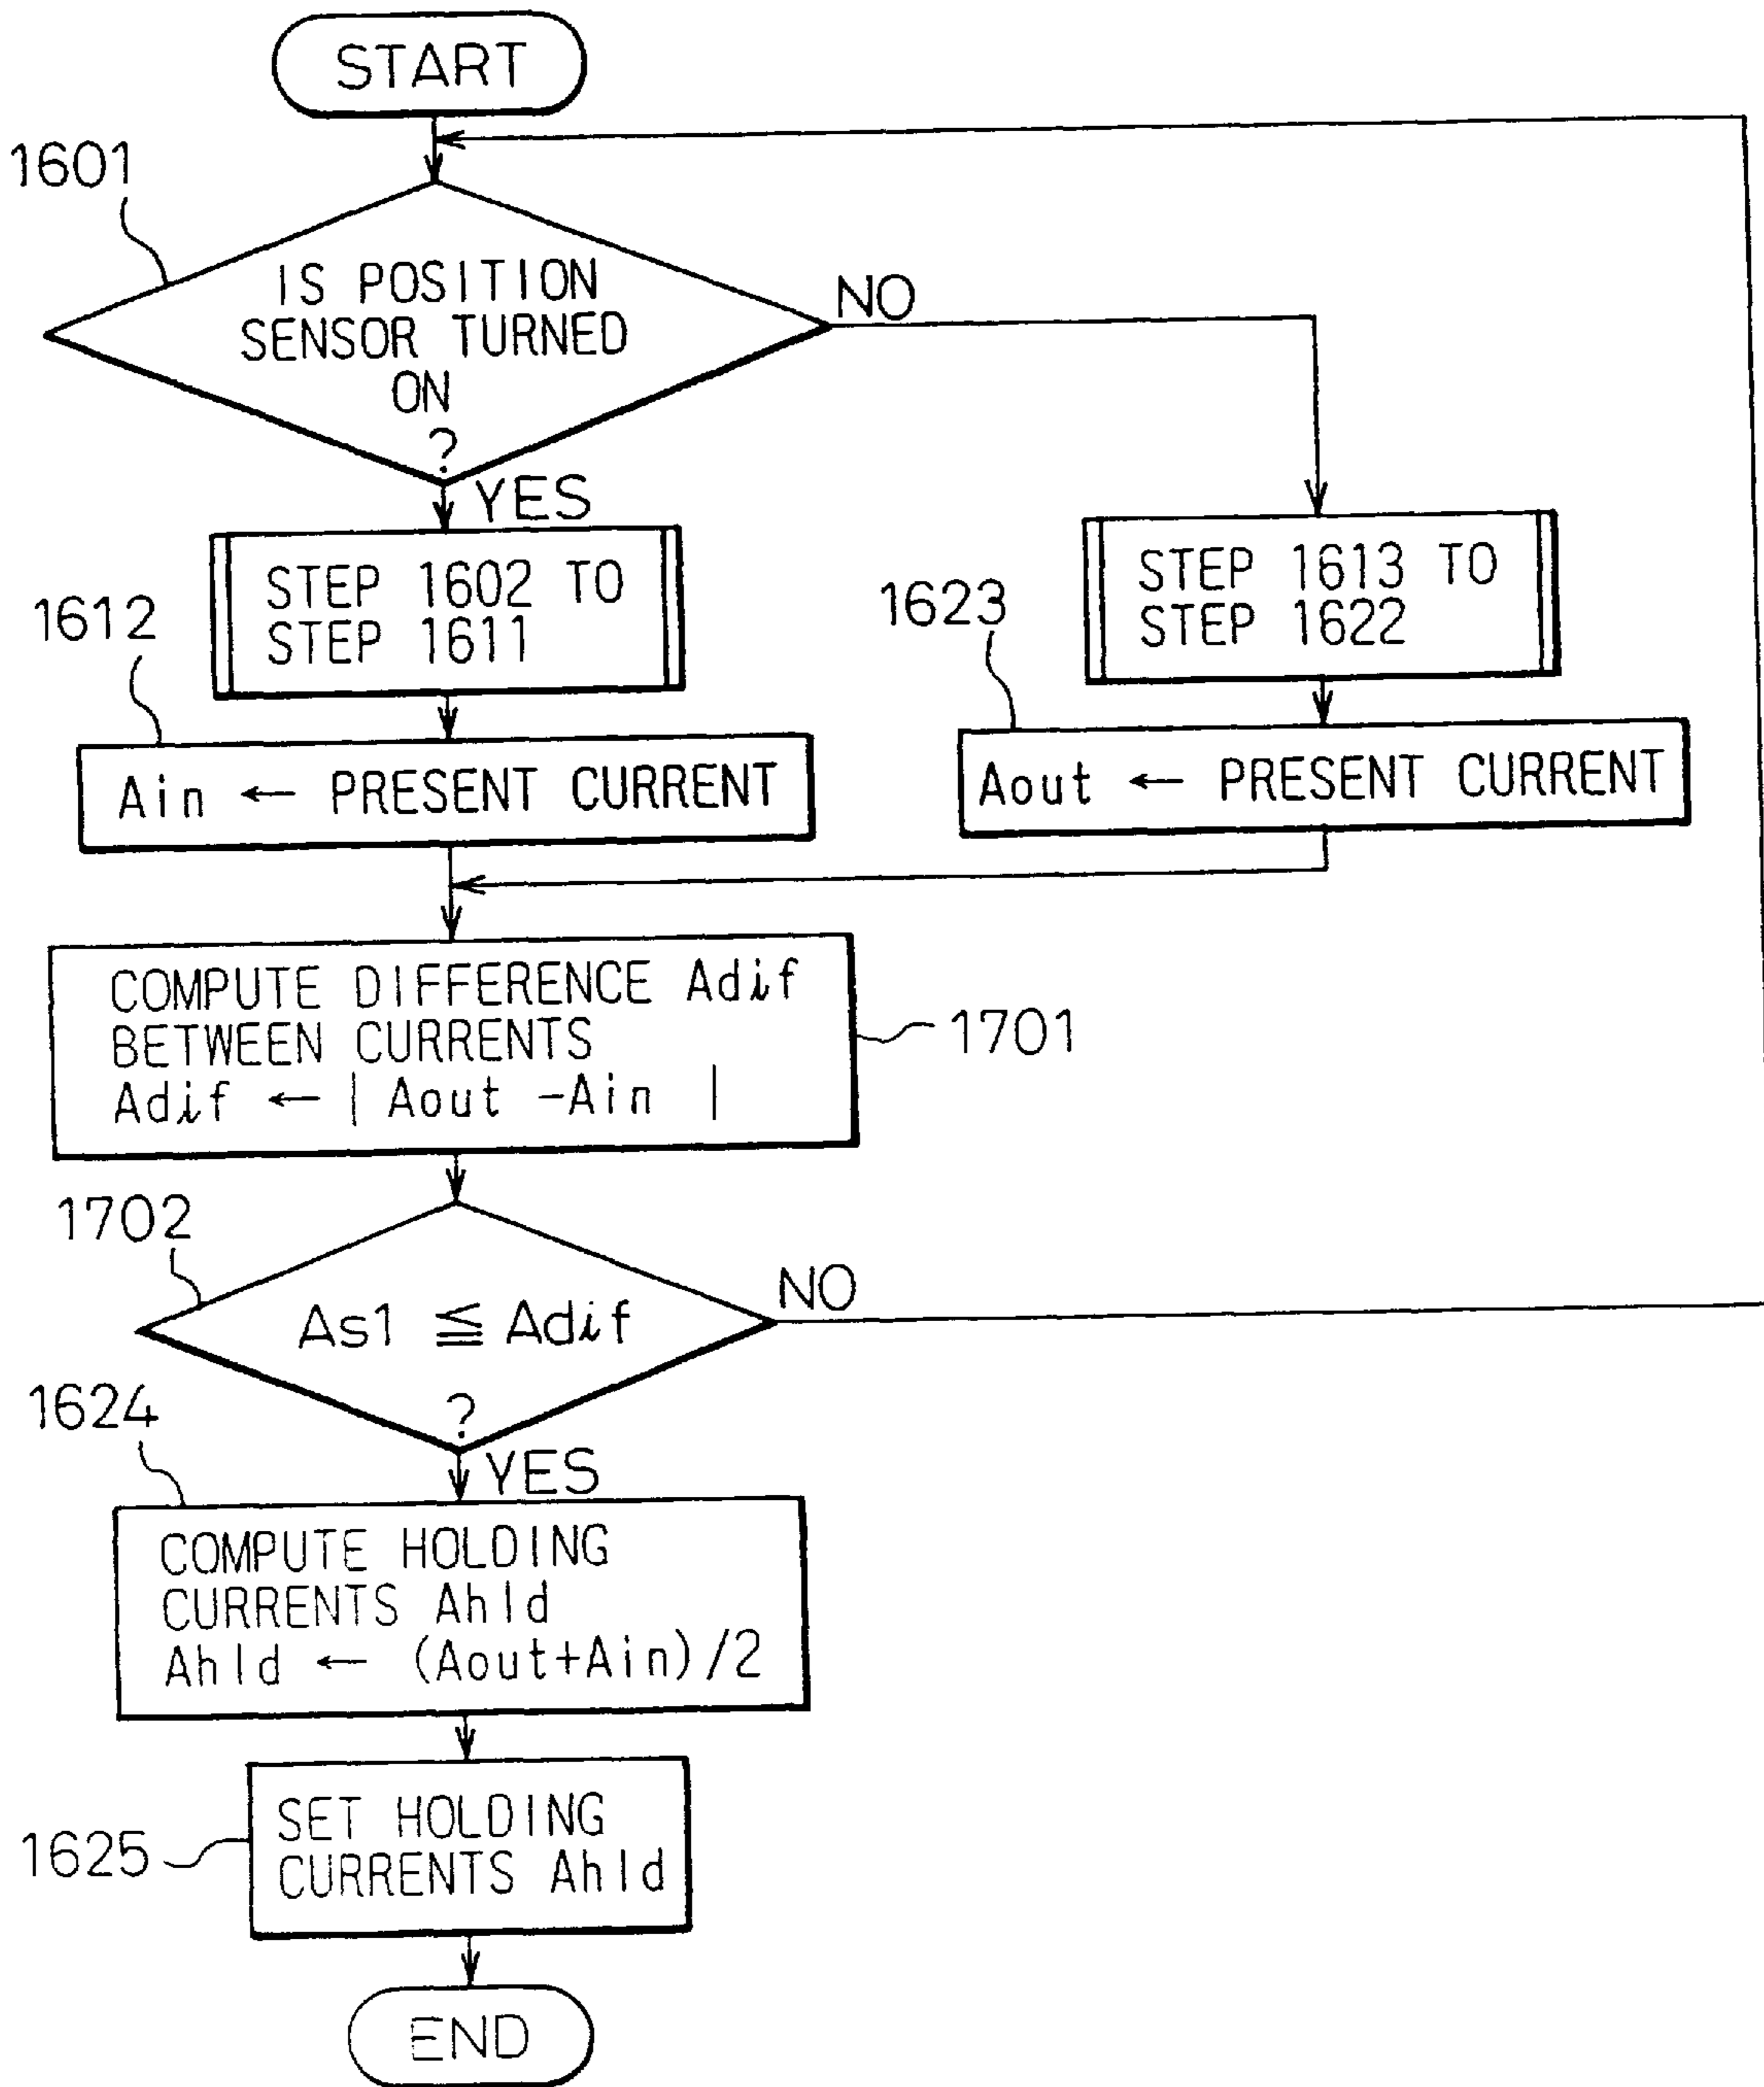 START
1601
IS POSITION
SENSOR TURNED
ON
?
NO
YES
STEP 1602 TO
STEP 1611
1612
Ain ← PRESENT CURRENT
STEP 1613 TO
STEP 1622
1623
Aout ← PRESENT CURRENT
COMPUTE DIFFERENCE Adif
BETWEEN CURRENTS
Adif ← | Aout -Ain |
1701
1702
As1 ≦ Adif
?
NO
YES
1624
COMPUTE HOLDING
CURRENTS Ahld
Ahld ← (Aout+Ain)/2
1625
SET HOLDING
CURRENTS Ahld
END